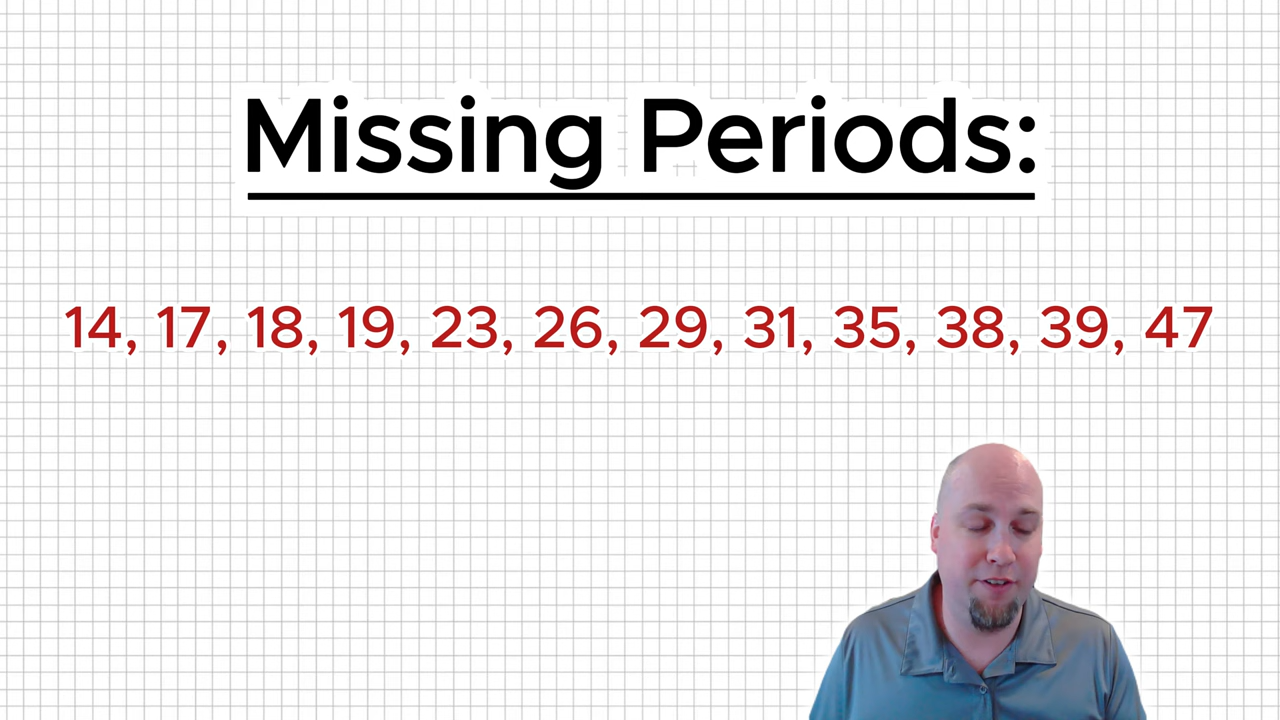 Missing Periods:
14, 17, 18, 19, 23, 26, 29, 31, 35, 38, 39, 47